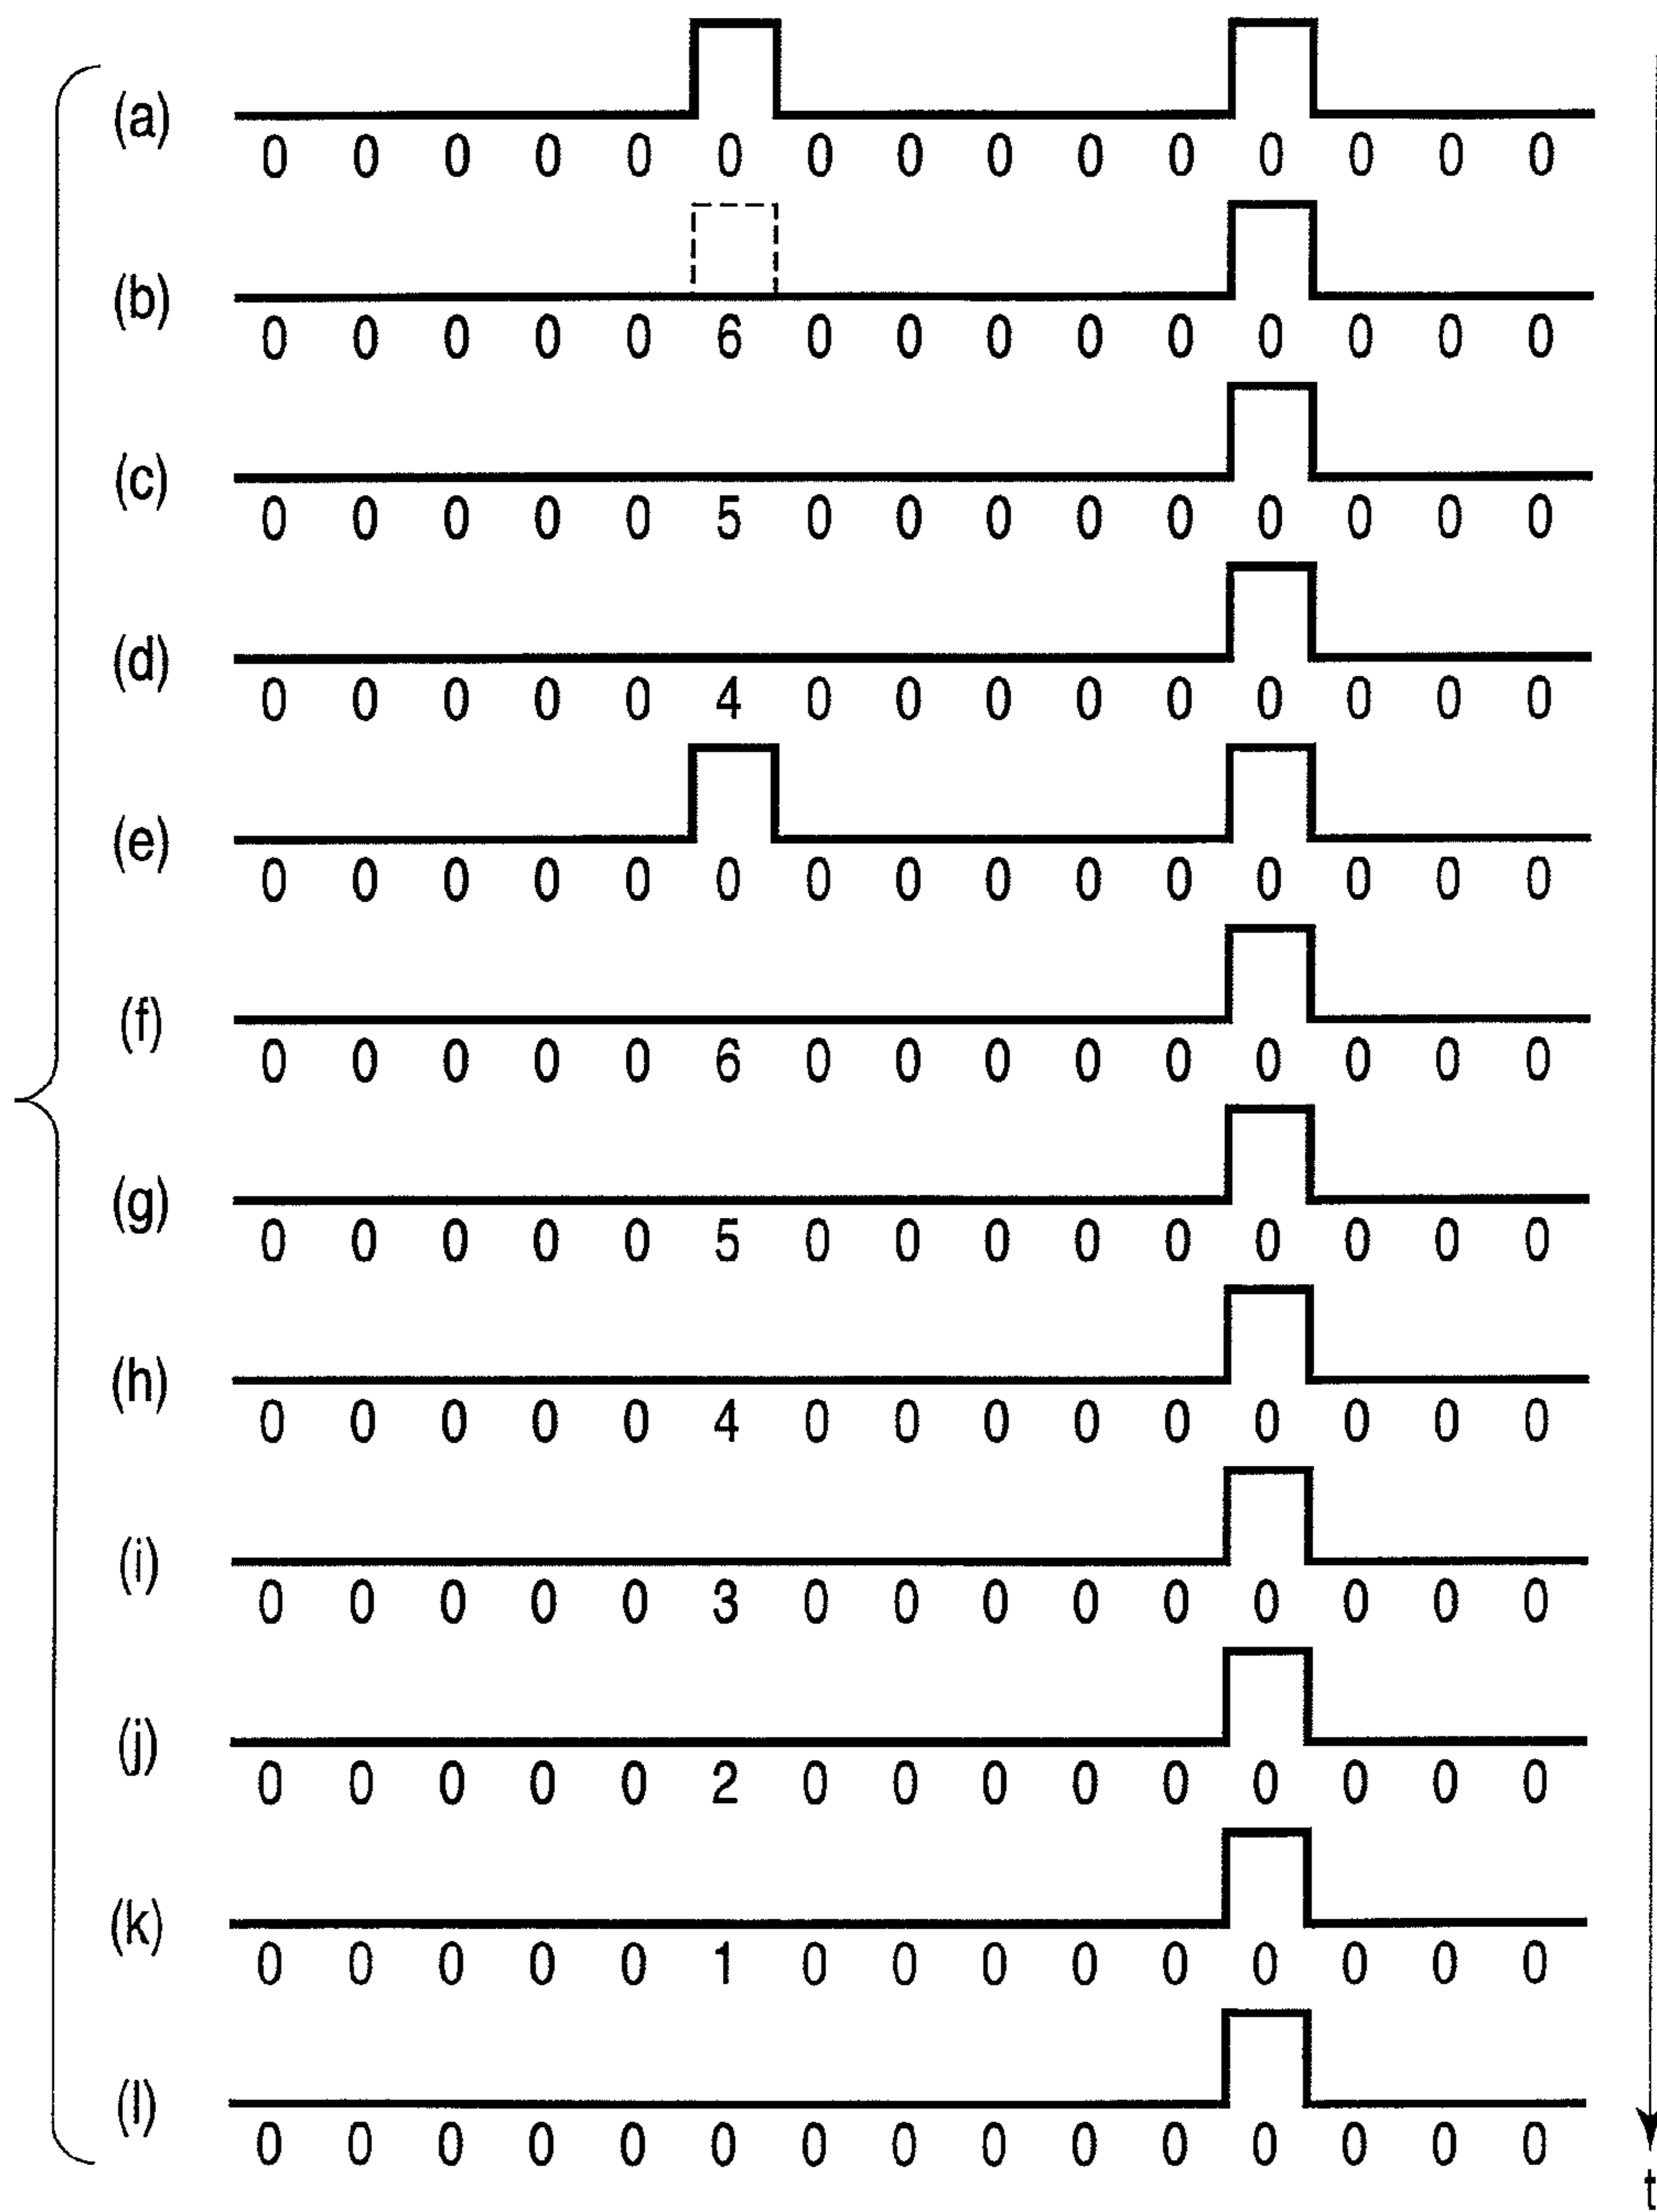 (a)
0 0 0 0 0 0 0 0 0 0 0 0 0 0 0
(b)
0 0 0 0 0 6 0 0 0 0 0 0 0 0 0
(c)
0 0 0 0 0 5 0 0 0 0 0 0 0 0 0
(d)
0 0 0 0 0 4 0 0 0 0 0 0 0 0 0
(e)
0 0 0 0 0 0 0 0 0 0 0 0 0 0 0
(f)
0 0 0 0 0 6 0 0 0 0 0 0 0 0 0
(g)
0 0 0 0 0 5 0 0 0 0 0 0 0 0 0
(h)
0 0 0 0 0 4 0 0 0 0 0 0 0 0 0
(i)
0 0 0 0 0 3 0 0 0 0 0 0 0 0 0
(j)
0 0 0 0 0 2 0 0 0 0 0 0 0 0 0
(k)
0 0 0 0 0 1 0 0 0 0 0 0 0 0 0
(l)
0 0 0 0 0 0 0 0 0 0 0 0 0 0 0
t